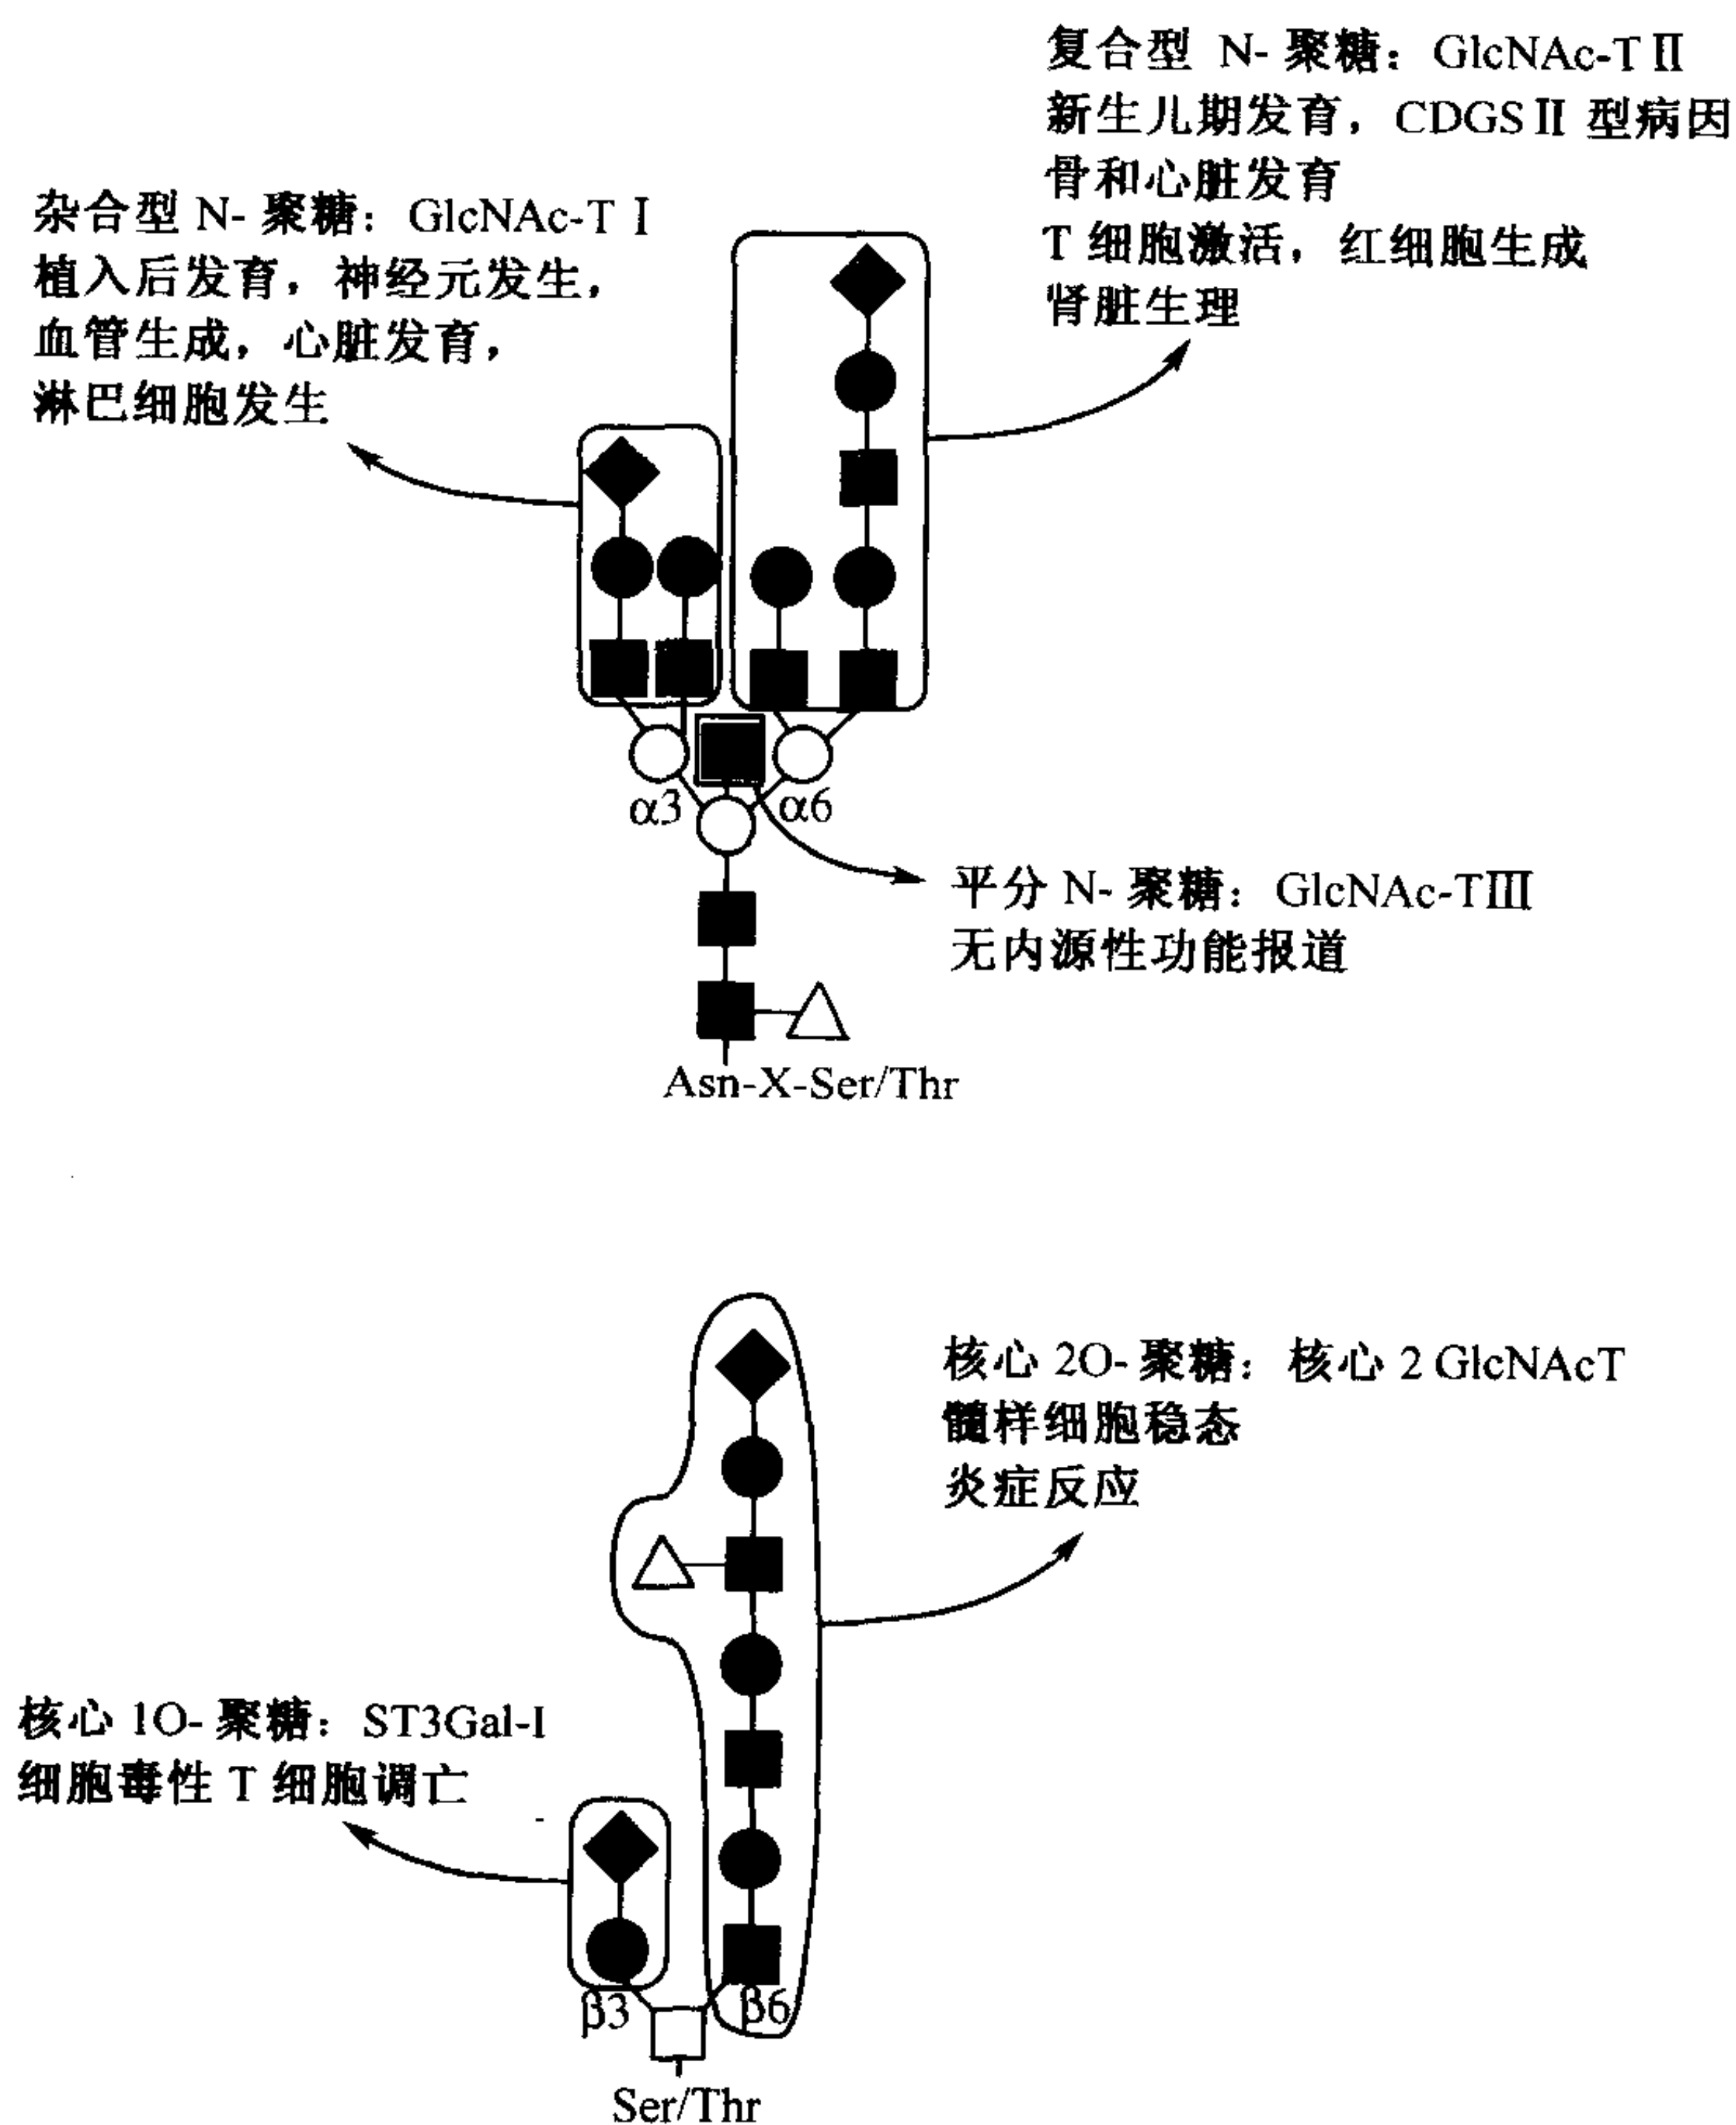 复合型 N- 聚糖：GlcNAc-TⅡ
新生儿期发育，CDGSⅡ 型病因
骨和心脏发育
T 细胞激活，红细胞生成
肾脏生理
杂合型 N- 聚糖：GlcNAc-TⅠ
植入后发育，神经元发生，
血管生成，心脏发育，
淋巴细胞发生
α3
α6
平分 N- 聚糖：GlcNAc-TⅢ
无内源性功能报道
Asn-X-Ser/Thr
核心 2O- 聚糖：核心 2 GlcNAcT
髓样细胞稳态
炎症反应
核心 1O- 聚糖：ST3Gal-I
细胞毒性 T 细胞调亡
β3
β6
Ser/Thr